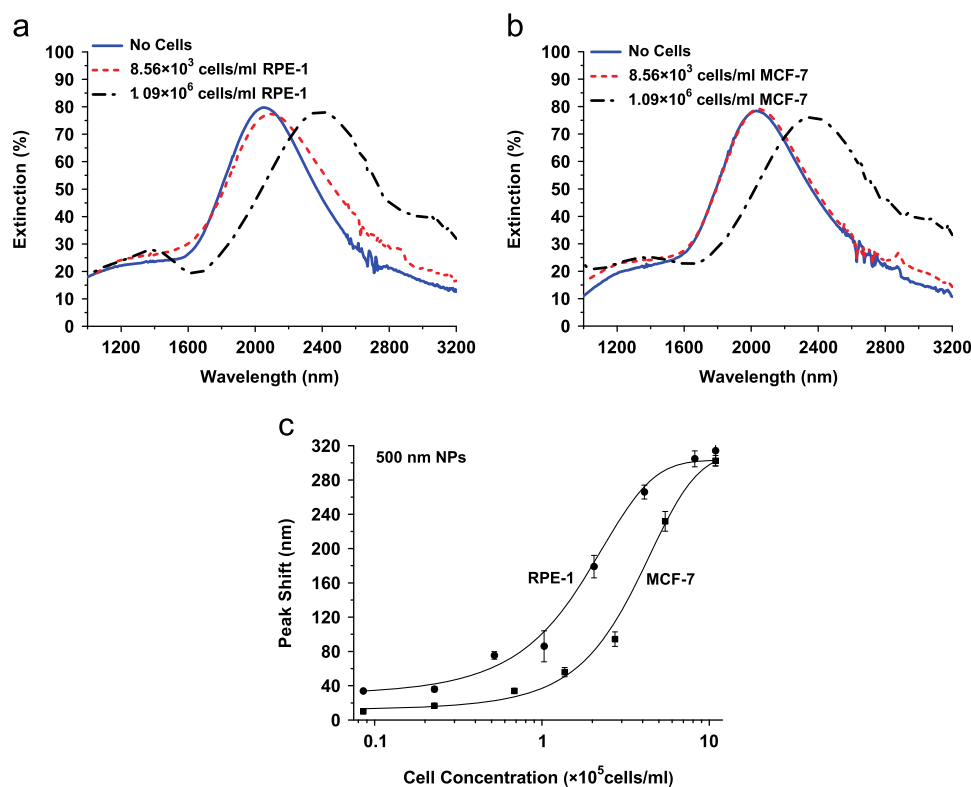 a
No Cells
8.56×10³ cells/ml RPE-1
1.09×10⁶ cells/ml RPE-1
100
90
80
70
60
50
40
30
20
10
0
Extinction (%)
1200 1600 2000 2400 2800 3200
Wavelength (nm)
b
No Cells
8.56×10³ cells/ml MCF-7
1.09×10⁶ cells/ml MCF-7
100
90
80
70
60
50
40
30
20
10
0
Extinction (%)
1200 1600 2000 2400 2800 3200
Wavelength (nm)
c
500 nm NPs
320
280
240
200
160
120
80
40
0
Peak Shift (nm)
RPE-1
MCF-7
0.1 1 10
Cell Concentration (×10⁵cells/ml)